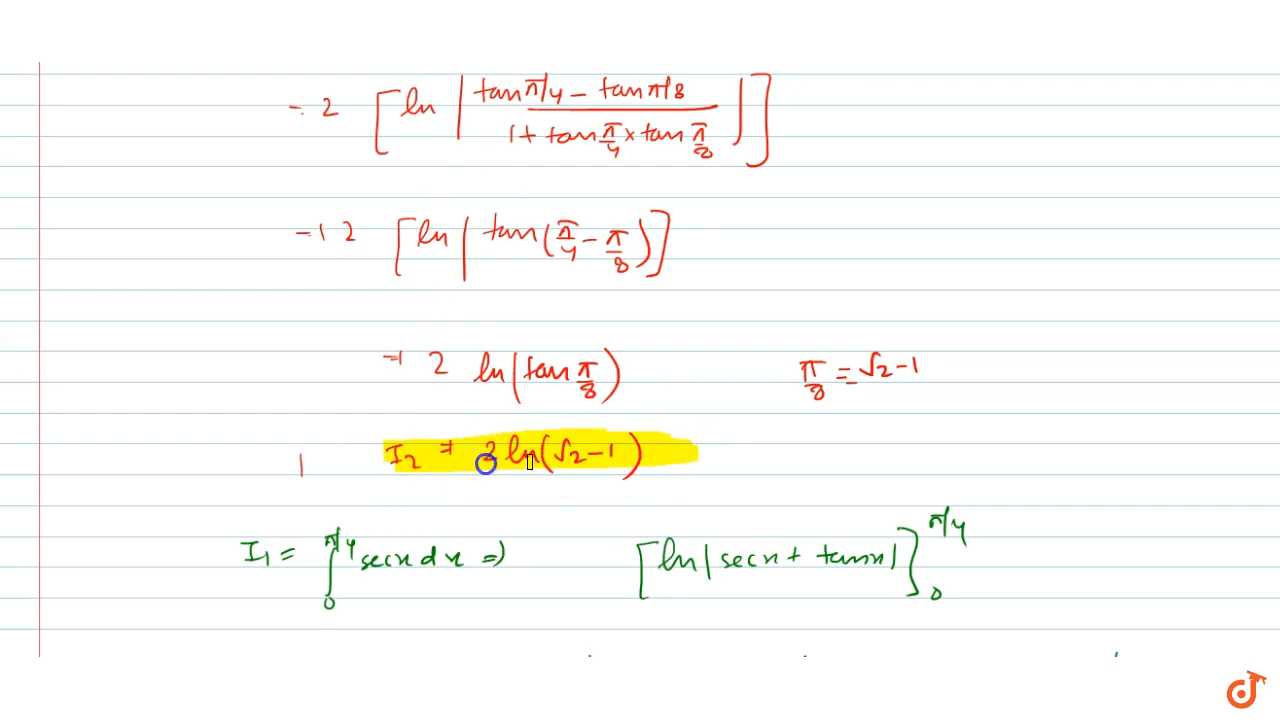 = 2 [ln |(tan π/4 - tan π/8) / (1 + tan π/4 × tan π/8)|]
⇒ 2 [ln |tan(π/4 - π/8)]
⇒ 2 ln(tan π/8)    π/8 = √2 - 1
I2 ⇒ 2 ln(√2 - 1)
I1 = ∫0^π/4 sec x dx ⇒ [ln|sec x + tan x|]0^π/4